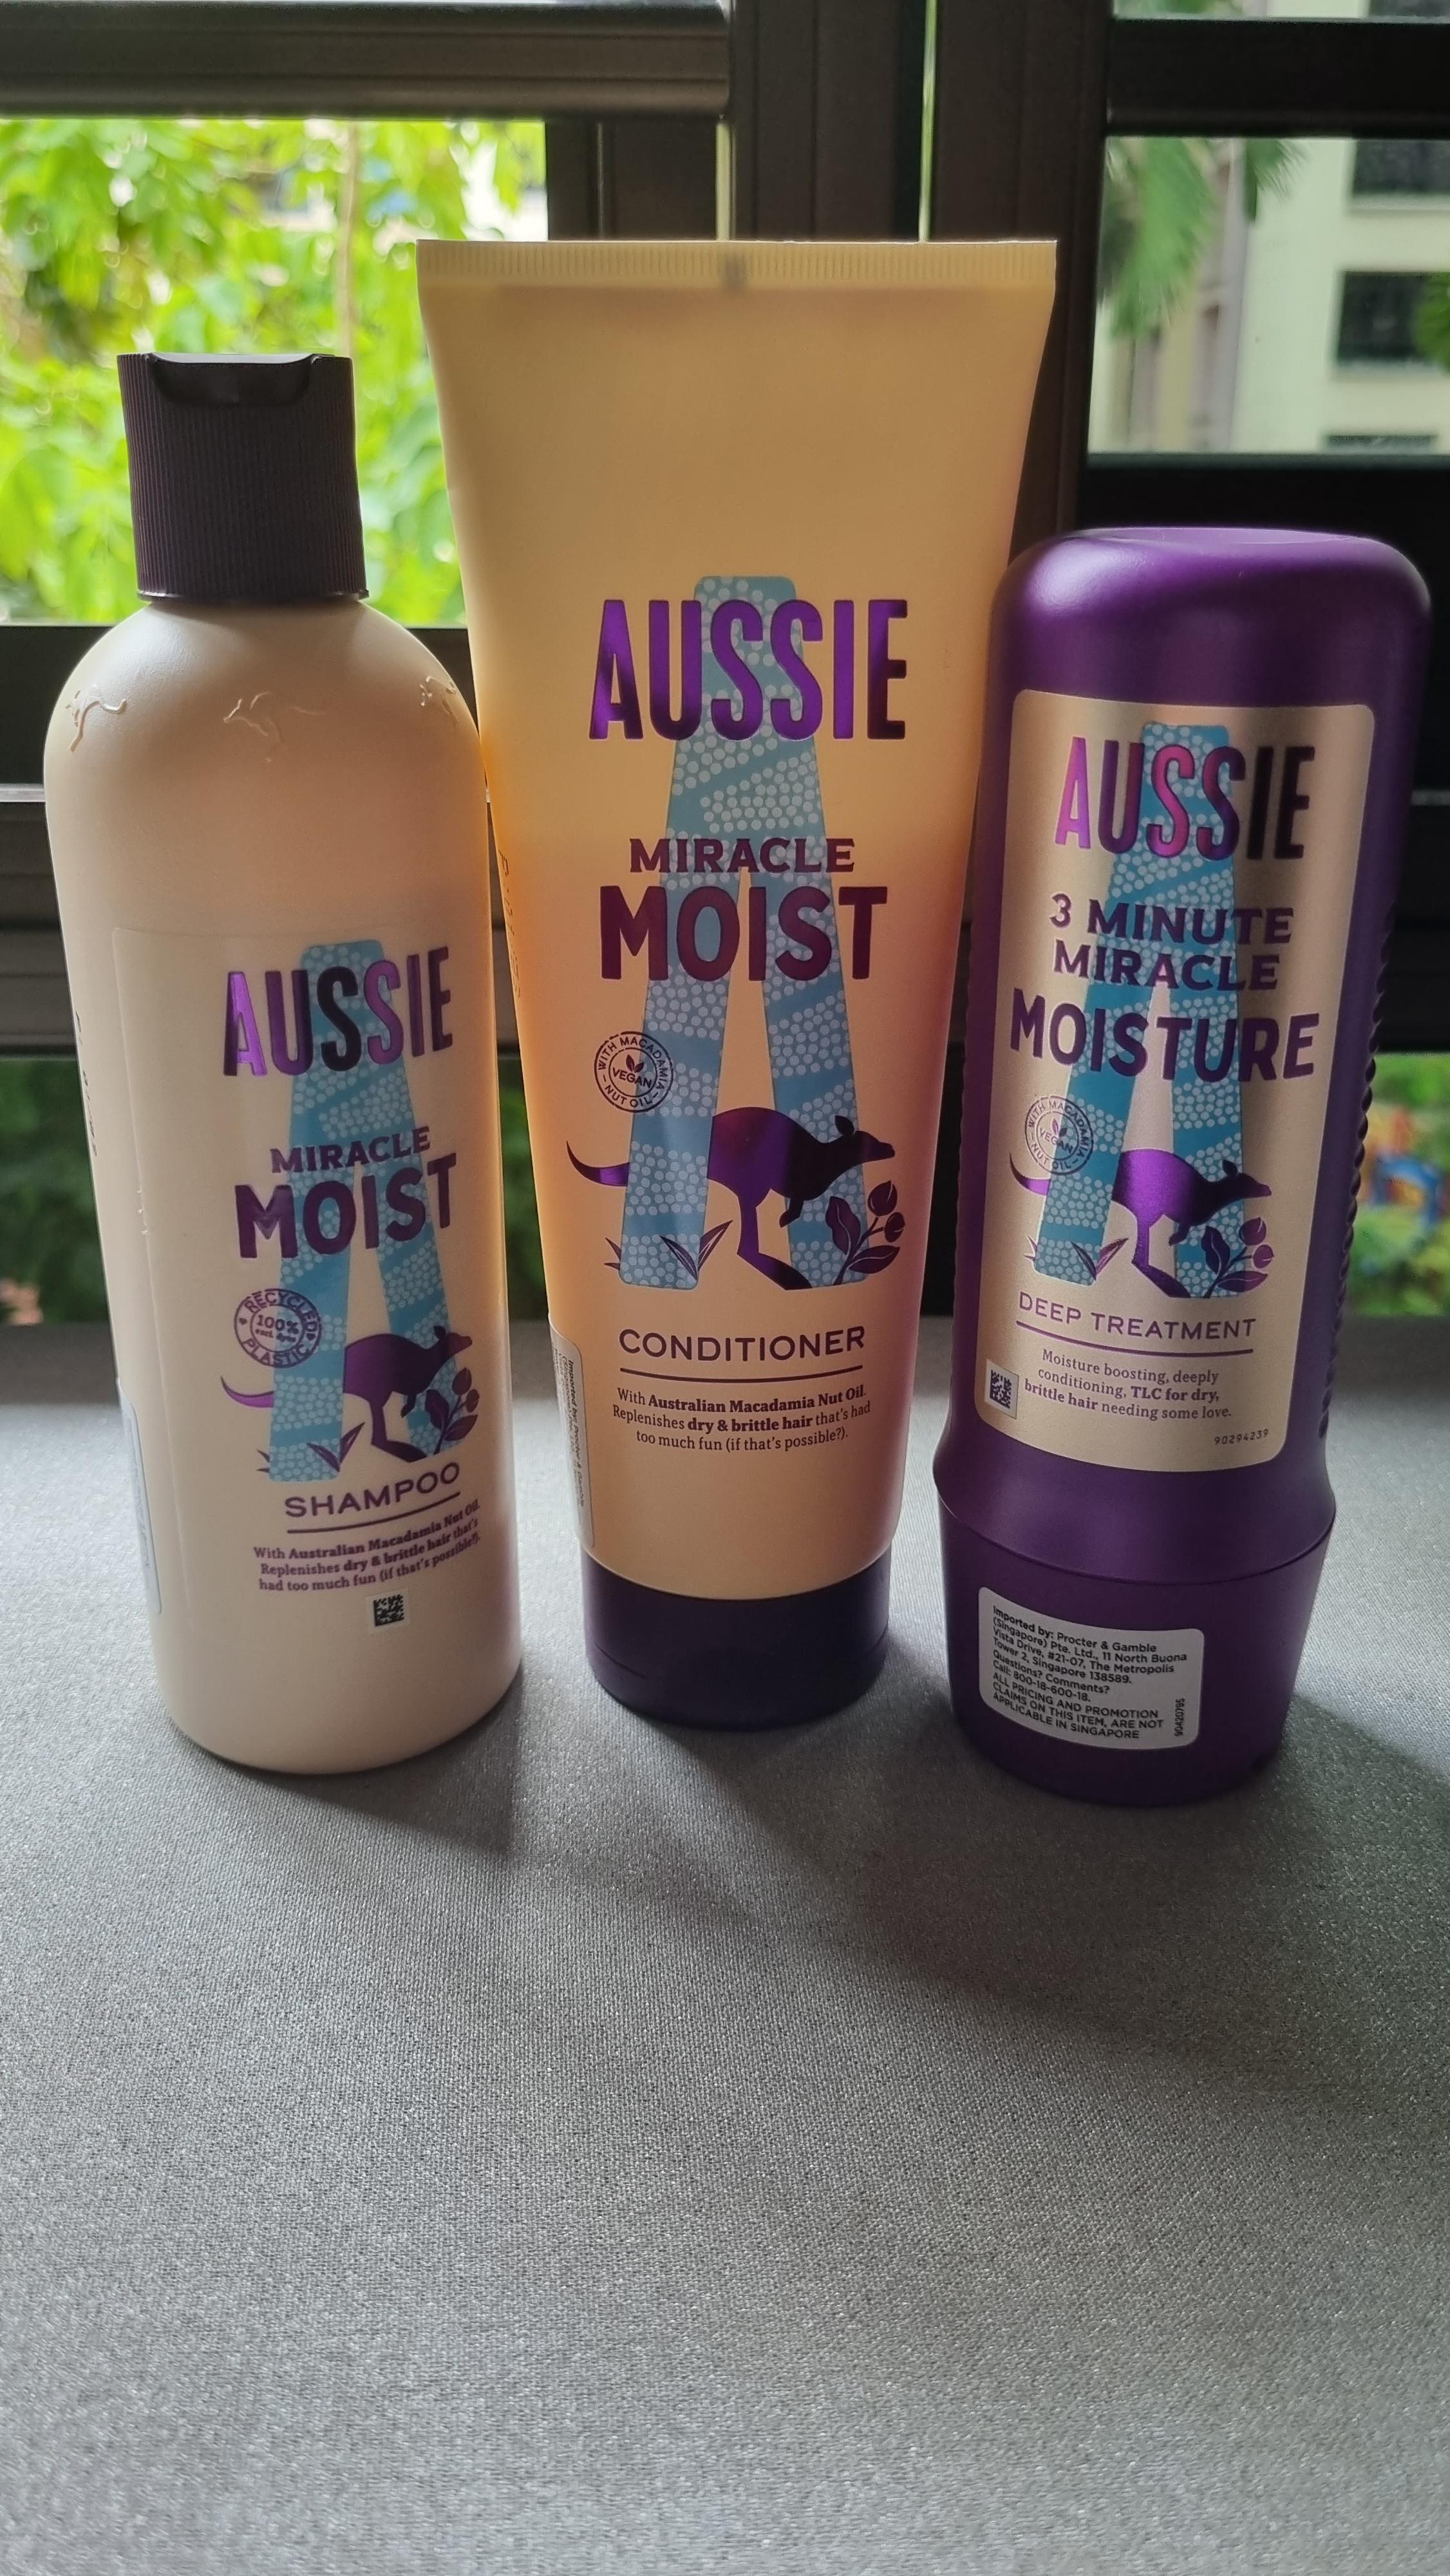 AUSSIE
MIRACLE
MOIST
RECYCLED
100%
excl. dyes
PLASTIC
SHAMPOO
With Australian Macadamia Nut Oil.
Replenishes dry & brittle hair that's
had too much fun (if that's possible?).
AUSSIE
MIRACLE
MOIST
WITH MACADAMIA
VEGAN
NUT OIL
CONDITIONER
With Australian Macadamia Nut Oil.
Replenishes dry & brittle hair that's had
too much fun (if that's possible?).
AUSSIE
3 MINUTE
MIRACLE
MOISTURE
WITH MACADAMIA
VEGAN
NUT OIL
DEEP TREATMENT
Moisture boosting, deeply
conditioning, TLC for dry,
brittle hair needing some love.
90294239
Imported by: Procter & Gamble
(Singapore) Pte. Ltd., 11 North Buona
Vista Drive, #21-07, The Metropolis
Tower 2, Singapore 138589.
Questions? Comments?
Call: 800-18-600-18.
ALL PRICING AND PROMOTION
CLAIMS ON THIS ITEM, ARE NOT
APPLICABLE IN SINGAPORE
90420795